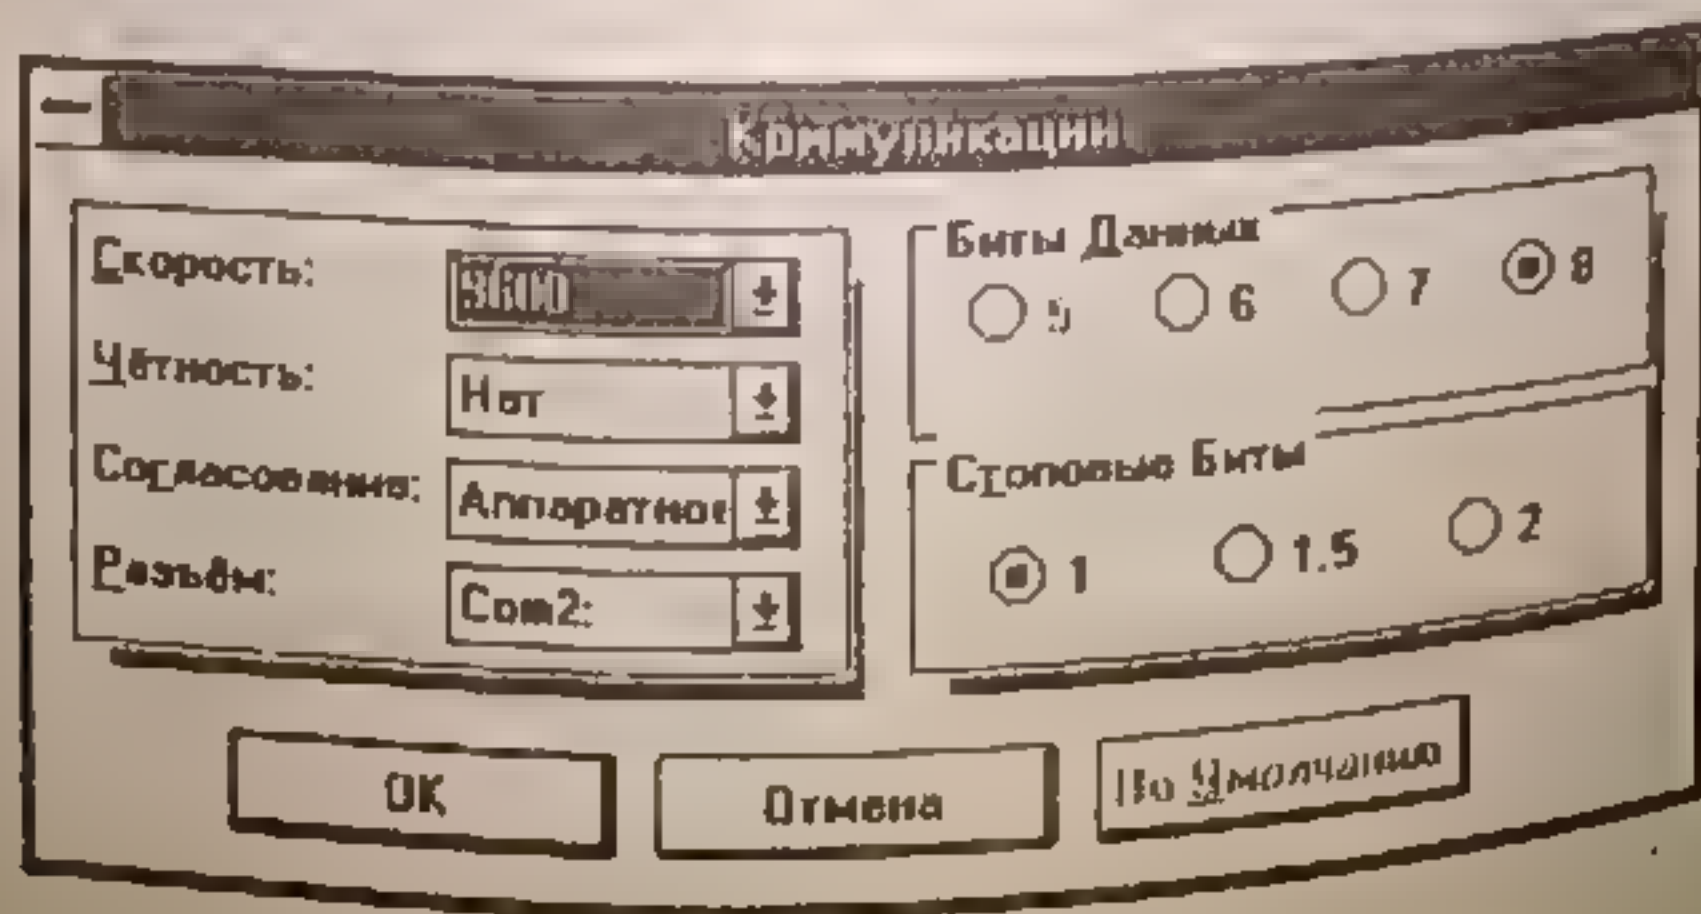 Коммуникации
Скорость: 9600
Чётность: Нет
Согласование: Аппаратное
Разъём: Com2:
Биты Данных
5 6 7 8
Стоповые Биты
1 1.5 2
OK Отмена По Умолчанию